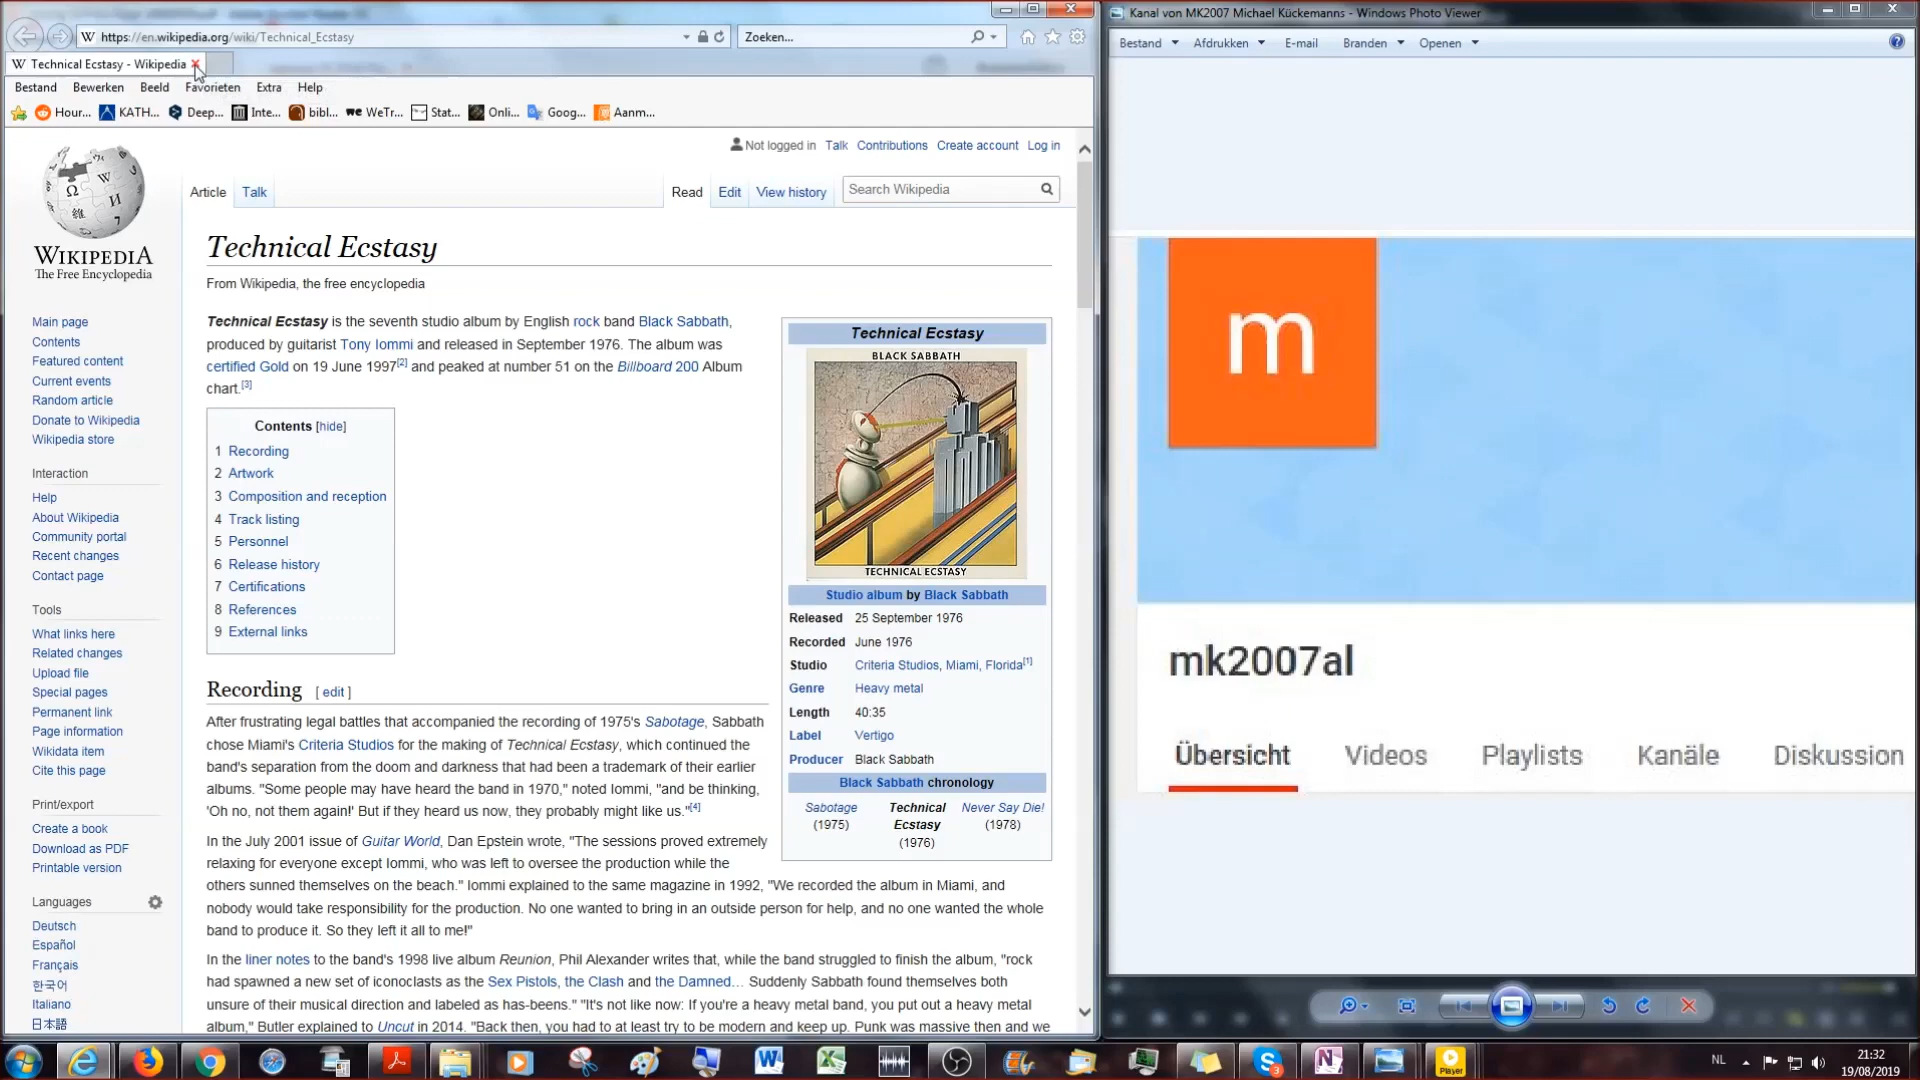 https://en.wikipedia.org/wiki/Technical_Ecstasy
Zoeken...
W Technical Ecstasy - Wikipedia
Bestand Bewerken Beeld Favorieten Extra Help
Hour... KATH... Deep... Inte... bibl... WeTr... Stat... Onli... Goog... Aanm...
Not logged in Talk Contributions Create account Log in
Article Talk Read Edit View history Search Wikipedia
WIKIPEDIA
The Free Encyclopedia
Main page
Contents
Featured content
Current events
Random article
Donate to Wikipedia
Wikipedia store
Interaction
Help
About Wikipedia
Community portal
Recent changes
Contact page
Tools
What links here
Related changes
Upload file
Special pages
Permanent link
Page information
Wikidata item
Cite this page
Print/export
Create a book
Download as PDF
Printable version
Languages
Deutsch
Español
Français
한국어
Italiano
日本語
Technical Ecstasy
From Wikipedia, the free encyclopedia
Technical Ecstasy is the seventh studio album by English rock band Black Sabbath,
produced by guitarist Tony Iommi and released in September 1976. The album was
certified Gold on 19 June 1997[2] and peaked at number 51 on the Billboard 200 Album
chart.[3]
Contents [hide]
1 Recording
2 Artwork
3 Composition and reception
4 Track listing
5 Personnel
6 Release history
7 Certifications
8 References
9 External links
Recording [ edit ]
After frustrating legal battles that accompanied the recording of 1975's Sabotage, Sabbath
chose Miami's Criteria Studios for the making of Technical Ecstasy, which continued the
band's separation from the doom and darkness that had been a trademark of their earlier
albums. "Some people may have heard the band in 1970," noted Iommi, "and be thinking,
'Oh no, not them again!' But if they heard us now, they probably might like us."[4]
In the July 2001 issue of Guitar World, Dan Epstein wrote, "The sessions proved extremely
relaxing for everyone except Iommi, who was left to oversee the production while the
others sunned themselves on the beach." Iommi explained to the same magazine in 1992, "We recorded the album in Miami, and
nobody would take responsibility for the production. No one wanted to bring in an outside person for help, and no one wanted the whole
band to produce it. So they left it all to me!"
In the liner notes to the band's 1998 live album Reunion, Phil Alexander writes that, while the band struggled to finish the album, "rock
had spawned a new set of iconoclasts as the Sex Pistols, the Clash and the Damned... Suddenly Sabbath found themselves both
unsure of their musical direction and labeled as has-beens." "It's not like now: If you're a heavy metal band, you put out a heavy metal
album," Butler explained to Uncut in 2014. "Back then, you had to at least try to be modern and keep up. Punk was massive then and we
Technical Ecstasy
BLACK SABBATH
TECHNICAL ECSTASY
Studio album by Black Sabbath
Released 25 September 1976
Recorded June 1976
Studio Criteria Studios, Miami, Florida[1]
Genre Heavy metal
Length 40:35
Label Vertigo
Producer Black Sabbath
Black Sabbath chronology
Sabotage
(1975)
Technical
Ecstasy
(1976)
Never Say Die!
(1978)
Kanal von MK2007 Michael Kückemanns - Windows Photo Viewer
Bestand Afdrukken E-mail Branden Openen
m
mk2007al
Übersicht Videos Playlists Kanäle Diskussion
NL
21:32
19/08/2019
Player
3